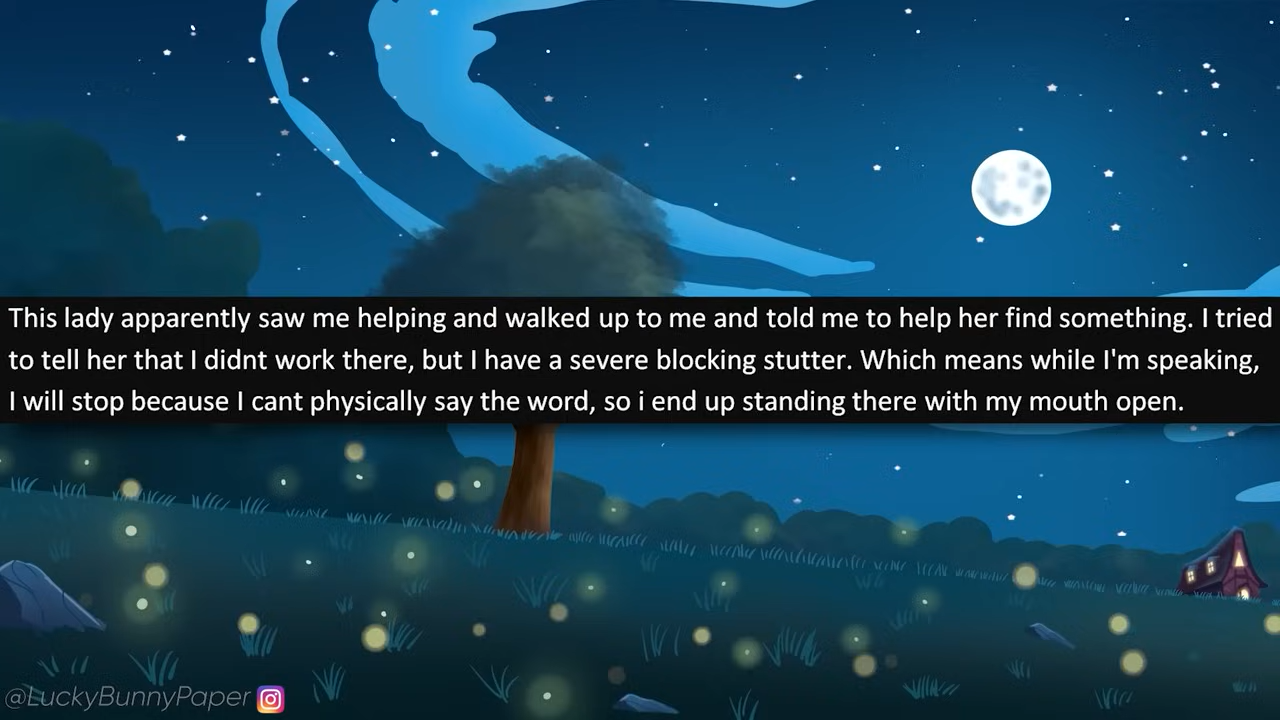 This lady apparently saw me helping and walked up to me and told me to help her find something. I tried
to tell her that I didnt work there, but I have a severe blocking stutter. Which means while I'm speaking,
I will stop because I cant physically say the word, so i end up standing there with my mouth open.
@LuckyBunnyPaper